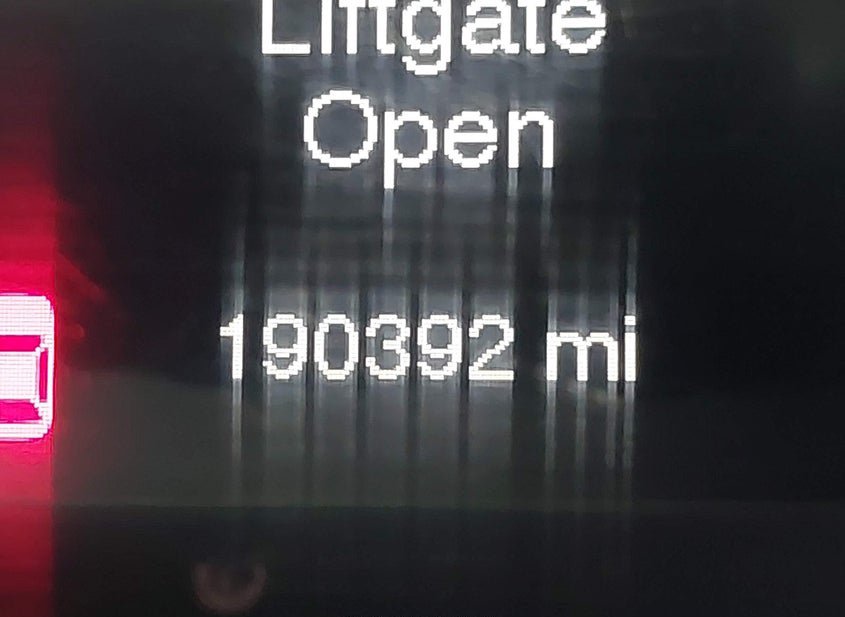 Liftgate
Open
190392 mi